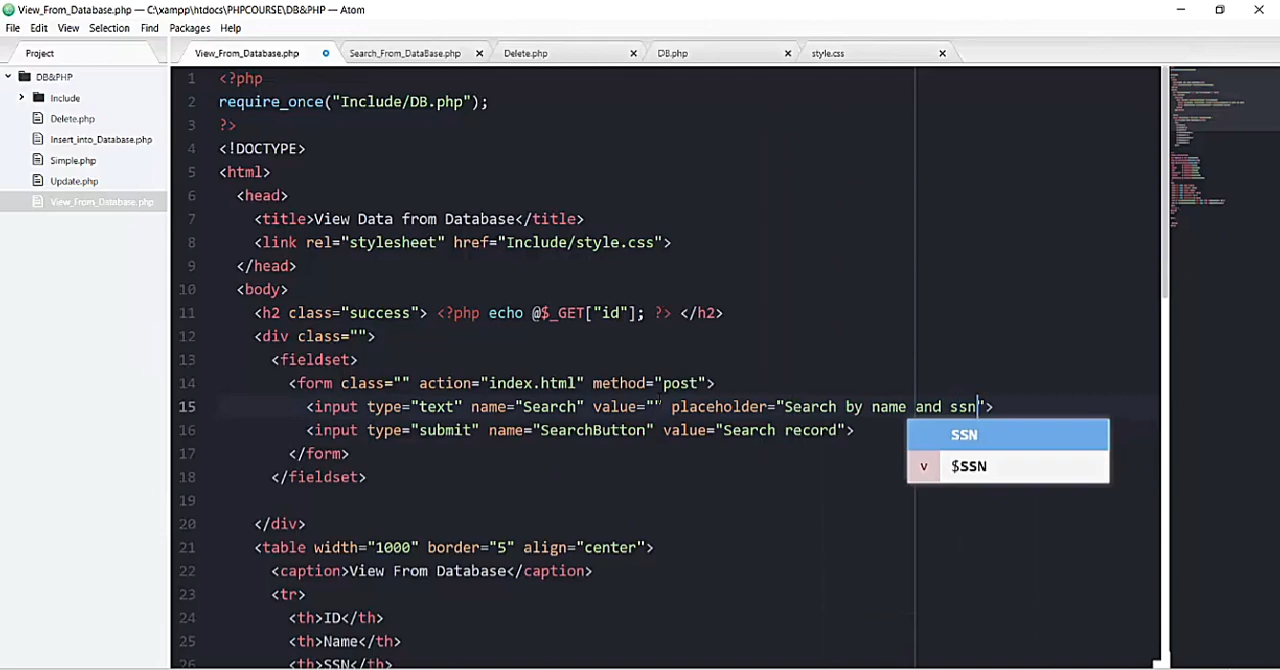 View_From_Database.php — C:\xampp\htdocs\PHPCOURSE\DB&PHP — Atom
File Edit View Selection Find Packages Help
Project
View_From_Database.php
Search_From_DataBase.php
Delete.php
DB.php
style.css
DB&PHP
Include
Delete.php
Insert_into_Database.php
Simple.php
Update.php
View_From_Database.php
1 <?php
2 require_once("Include/DB.php");
3 ?>
4 <!DOCTYPE>
5 <html>
6 <head>
7 <title>View Data from Database</title>
8 <link rel="stylesheet" href="Include/style.css">
9 </head>
10 <body>
11 <h2 class="success"> <?php echo @$_GET["id"]; ?> </h2>
12 <div class="">
13 <fieldset>
14 <form class="" action="index.html" method="post">
15 <input type="text" name="Search" value="" placeholder="Search by name and ssn">
16 <input type="submit" name="SearchButton" value="Search record">
17 </form>
18 </fieldset>
19
20 </div>
21 <table width="1000" border="5" align="center">
22 <caption>View From Database</caption>
23 <tr>
24 <th>ID</th>
25 <th>Name</th>
26 <th>SSN</th>
SSN
v $SSN